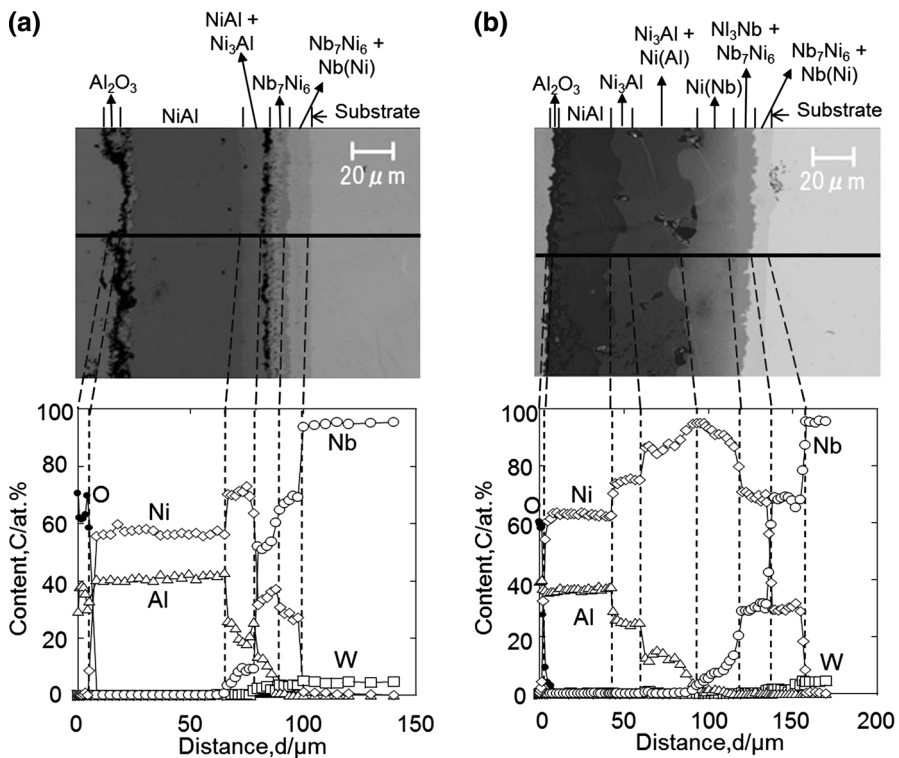 (a)
NiAl +
Ni₃Al
Nb₇Ni₆ +
Nb(Ni)
Al₂O₃
NiAl
Nb₇Ni₆
Substrate
20 μm
100
80
60
40
20
0
Content,C/at.%
O
Ni
Al
Nb
W
0 50 100 150
Distance,d/μm
(b)
Ni₃Al +
Ni(Al)
NI₃Nb +
Nb₇Ni₆
Nb₇Ni₆ +
Nb(Ni)
Al₂O₃
NiAl
Ni₃Al
Ni(Nb)
Substrate
20 μm
100
80
60
40
20
0
Content,C/at.%
O
Ni
Al
Nb
W
0 50 100 150 200
Distance,d/μm